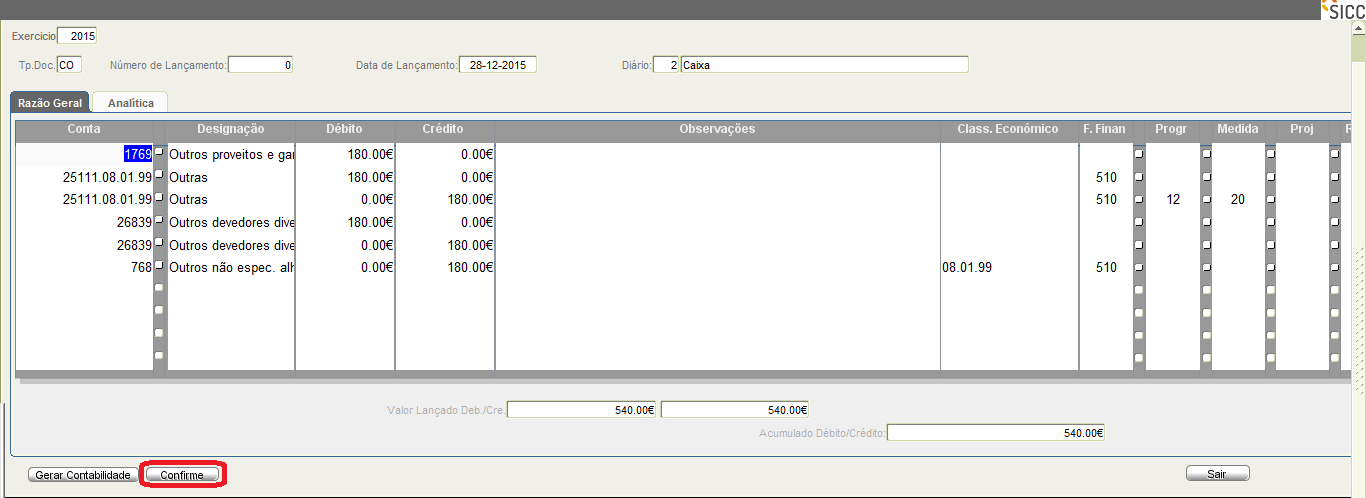 SICC
Exercicio 2015
Tp.Doc. CO Número de Lançamento: 0 Data de Lançamento: 28-12-2015 Diário: 2 Caixa
Razão Geral Analítica
Conta Designação Débito Crédito Observações Class. Económico F. Finan Progr Medida Proj R
1769 Outros proveitos e gar 180.00€ 0.00€
25111.08.01.99 Outras 180.00€ 0.00€ 510
25111.08.01.99 Outras 0.00€ 180.00€ 510 12 20
26839 Outros devedores dive 180.00€ 0.00€
26839 Outros devedores dive 0.00€ 180.00€
768 Outros não espec. alh 0.00€ 180.00€ 08.01.99 510
Valor Lançado Deb./Cre. 540.00€ 540.00€
Acumulado Débito/Crédito: 540.00€
Gerar Contabilidade Confirme Sair